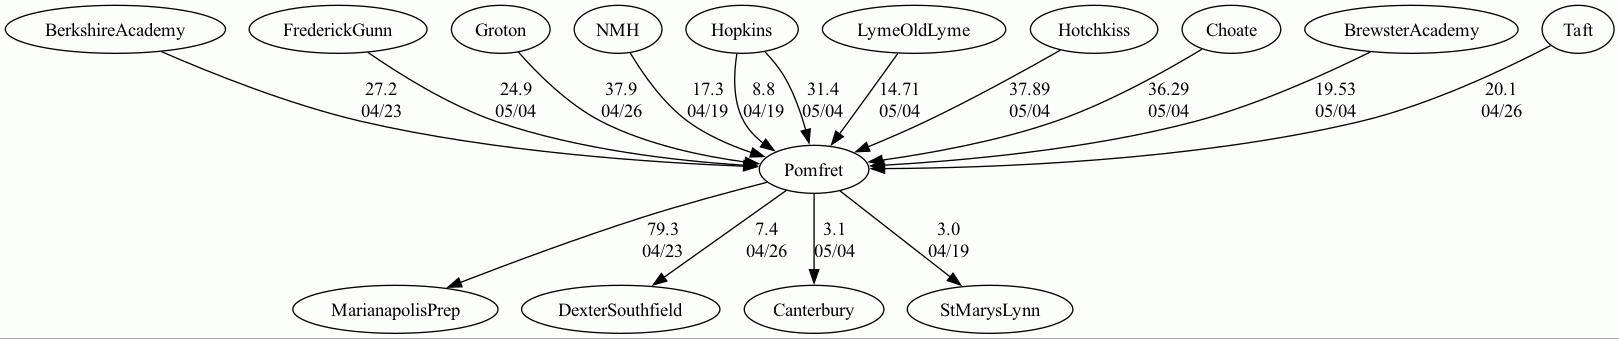 BerkshireAcademy FrederickGunn Groton NMH Hopkins LymeOldLyme Hotchkiss Choate BrewsterAcademy Taft
27.2 24.9 37.9 17.3 8.8 31.4 14.71 37.89 36.29 19.53 20.1
04/23 05/04 04/26 04/19 04/19 05/04 05/04 05/04 05/04 05/04 04/26
Pomfret
79.3 7.4 3.1 3.0
04/23 04/26 05/04 04/19
MarianapolisPrep DexterSouthfield Canterbury StMarysLynn